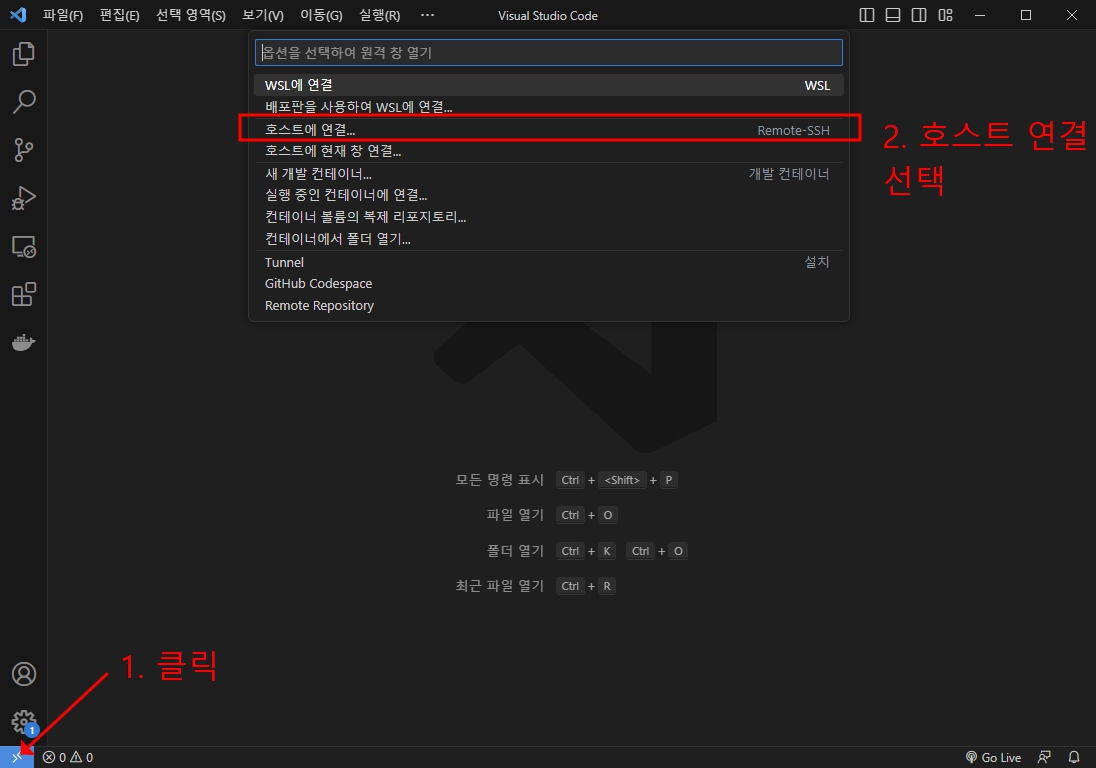 파일(F) 편집(E) 선택 영역(S) 보기(V) 이동(G) 실행(R) ··· Visual Studio Code
옵션을 선택하여 원격 창 열기
WSL에 연결 WSL
배포판을 사용하여 WSL에 연결...
호스트에 연결... Remote-SSH
호스트에 현재 창 연결...
2. 호스트 연결
선택
새 개발 컨테이너... 개발 컨테이너
실행 중인 컨테이너에 연결...
컨테이너 볼륨의 복제 리포지토리...
컨테이너에서 폴더 열기...
Tunnel 설치
GitHub Codespace
Remote Repository
모든 명령 표시 Ctrl + <Shift> + P
파일 열기 Ctrl + O
폴더 열기 Ctrl + K Ctrl + O
최근 파일 열기 Ctrl + R
1. 클릭
1
0 0 Go Live